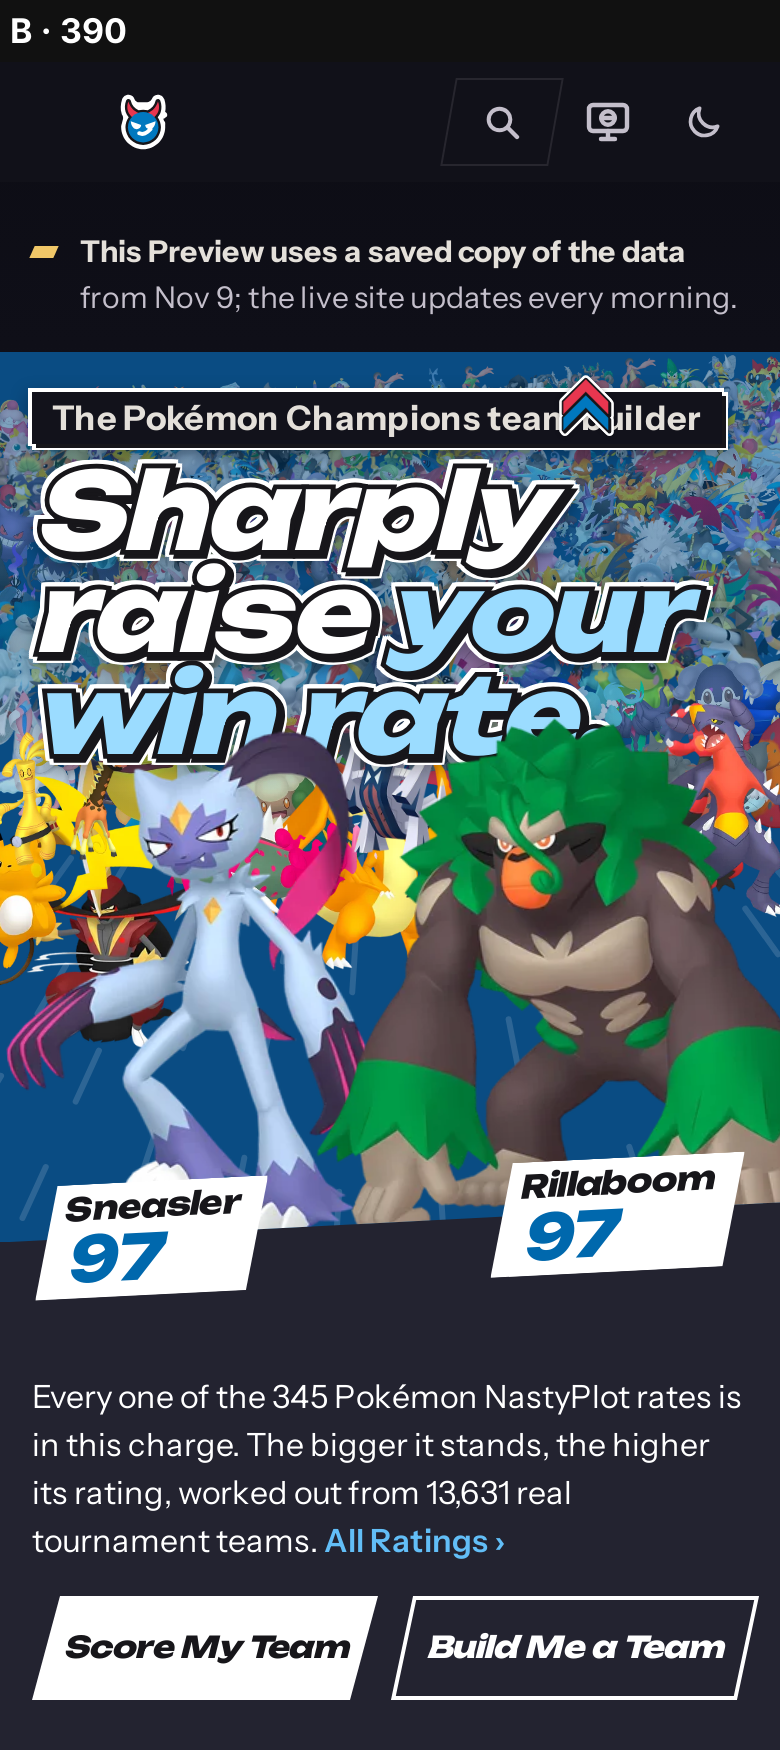 B · 390
This Preview uses a saved copy of the data
from Nov 9; the live site updates every morning.
The Pokémon Champions team builder
Sharply
raise your
win rate.
Sneasler
97
Rillaboom
97
Every one of the 345 Pokémon NastyPlot rates is
in this charge. The bigger it stands, the higher
its rating, worked out from 13,631 real
tournament teams. All Ratings ›
Score My Team
Build Me a Team